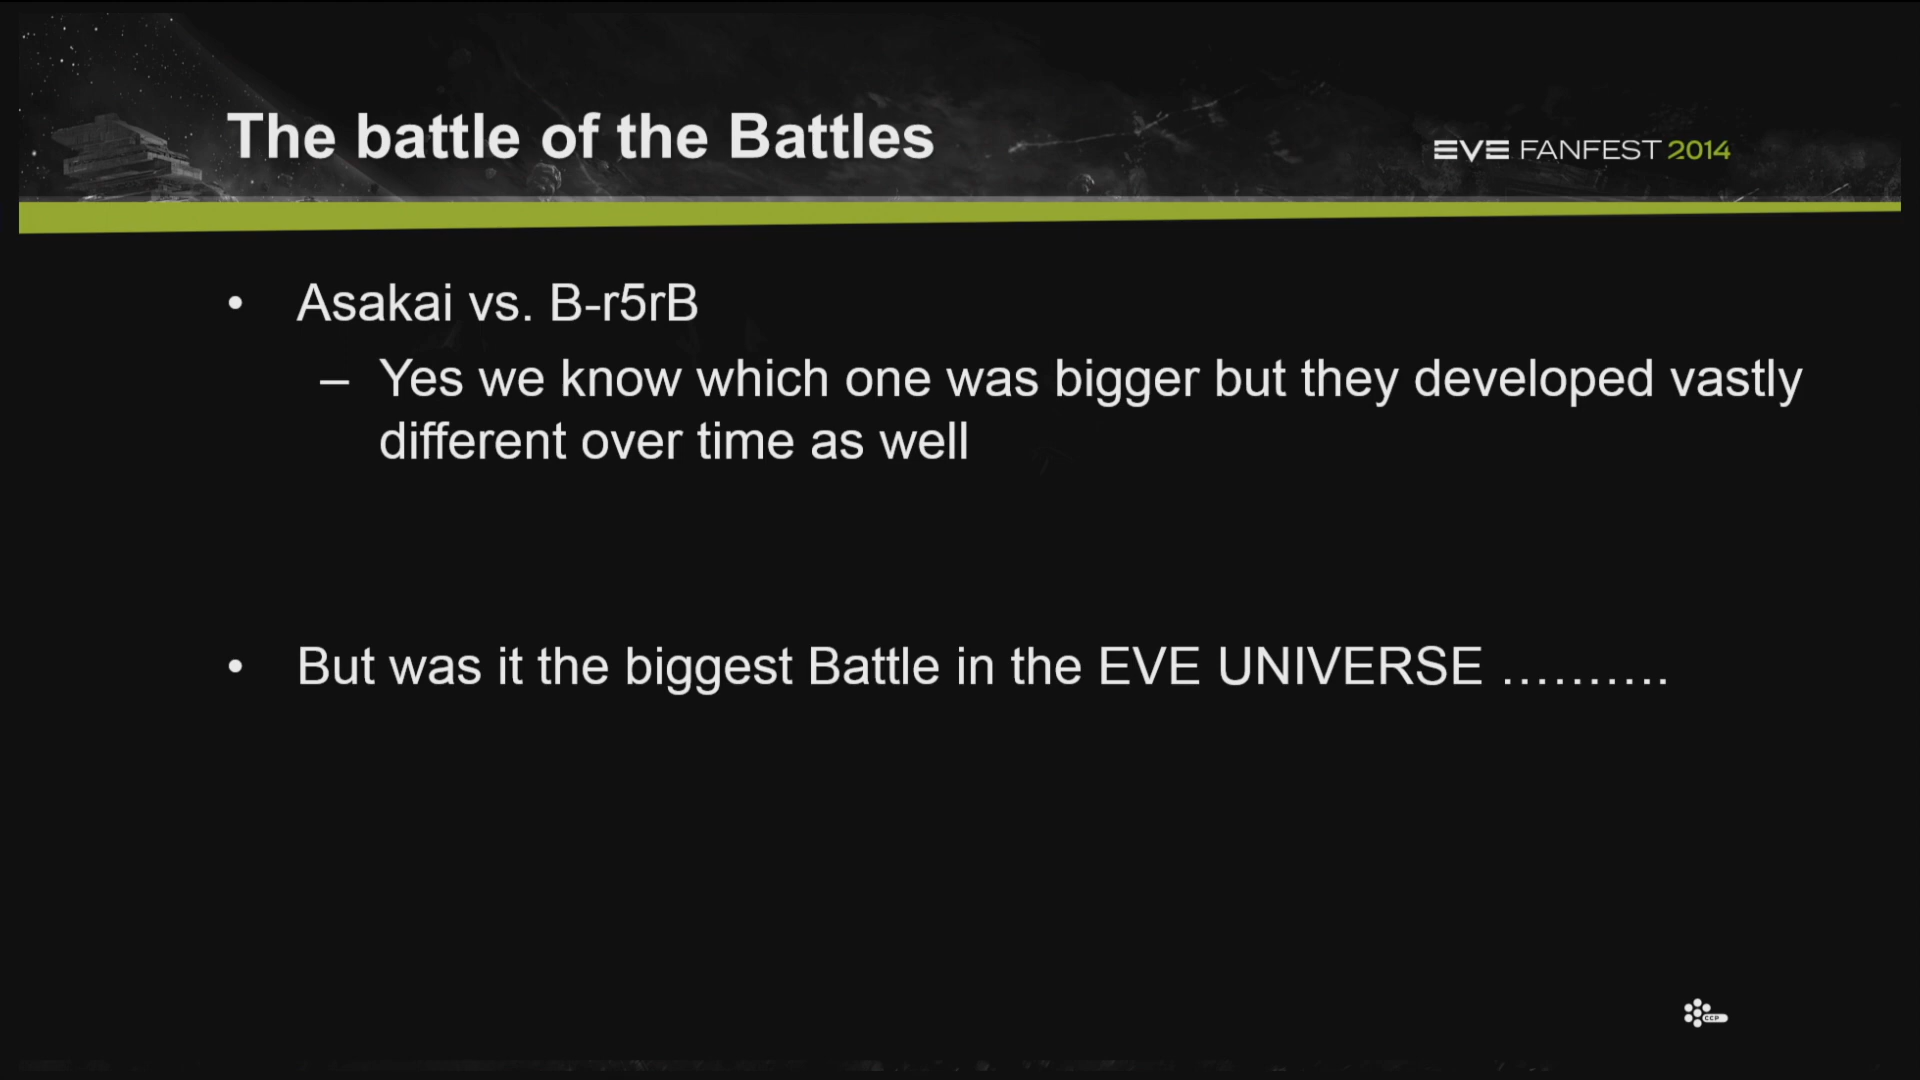 The battle of the Battles
EVE FANFEST 2014
• Asakai vs. B-r5rB
– Yes we know which one was bigger but they developed vastly
different over time as well
• But was it the biggest Battle in the EVE UNIVERSE ..........
CCP